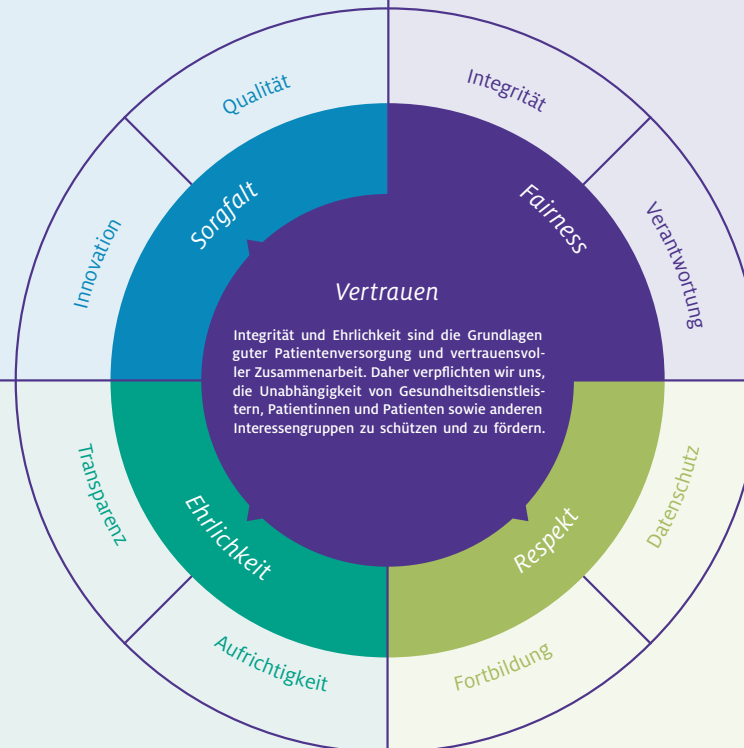 Qualität
Integrität
Sorgfalt
Fairness
Innovation
Verantwortung
Vertrauen
Integrität und Ehrlichkeit sind die Grundlagen
guter Patientenversorgung und vertrauensvol-
ler Zusammenarbeit. Daher verpflichten wir uns,
die Unabhängigkeit von Gesundheitsdienstleis-
tern, Patientinnen und Patienten sowie anderen
Interessengruppen zu schützen und zu fördern.
Transparenz
Datenschutz
Ehrlichkeit
Respekt
Aufrichtigkeit
Fortbildung